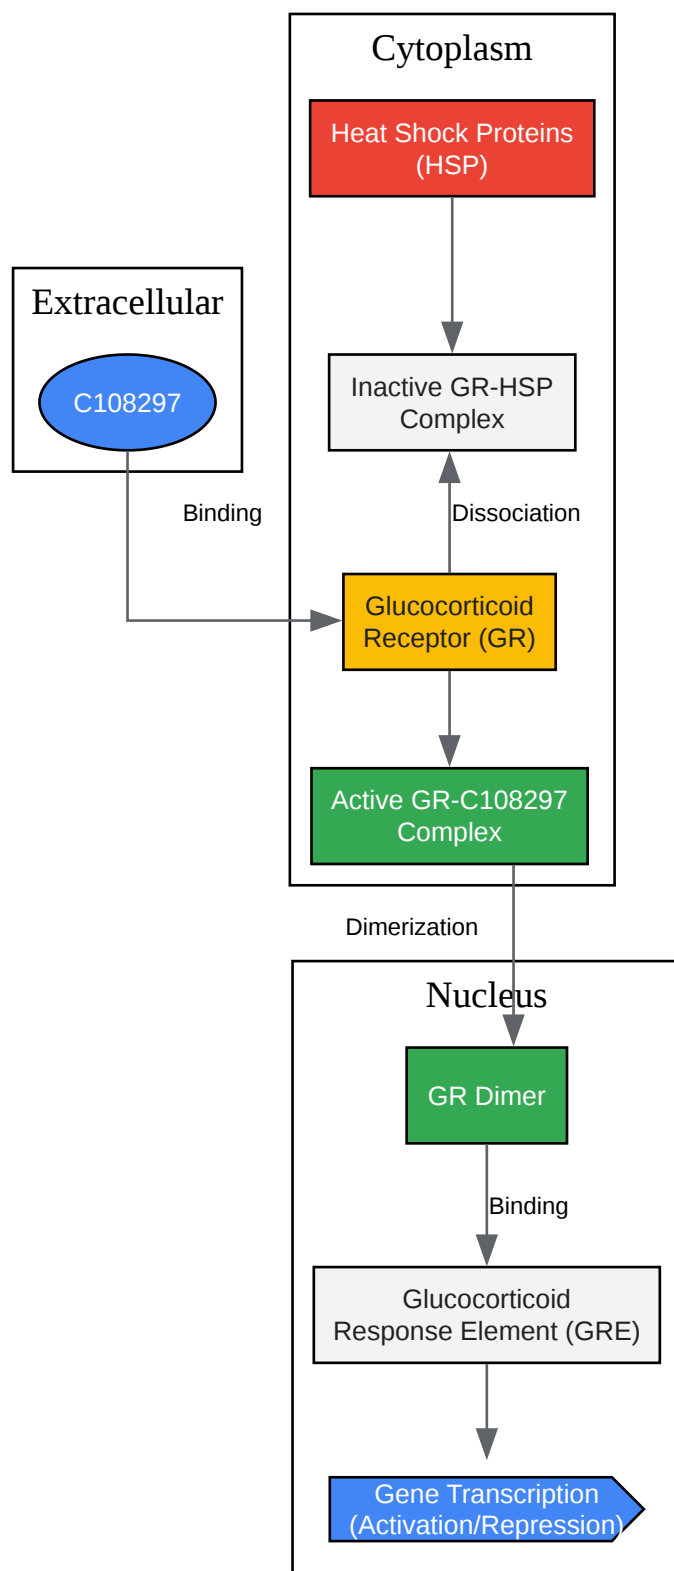 Cytoplasm
Heat Shock Proteins
(HSP)
Extracellular
C108297
Inactive GR-HSP
Complex
Binding
Dissociation
Glucocorticoid
Receptor (GR)
Active GR-C108297
Complex
Dimerization
Nucleus
GR Dimer
Binding
Glucocorticoid
Response Element (GRE)
Gene Transcription
(Activation/Repression)